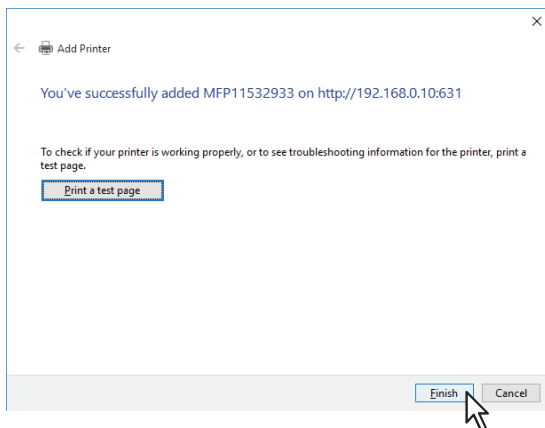 Add Printer
You've successfully added MFP11532933 on http://192.168.0.10:631
To check if your printer is working properly, or to see troubleshooting information for the printer, print a
test page.
Print a test page
Finish Cancel